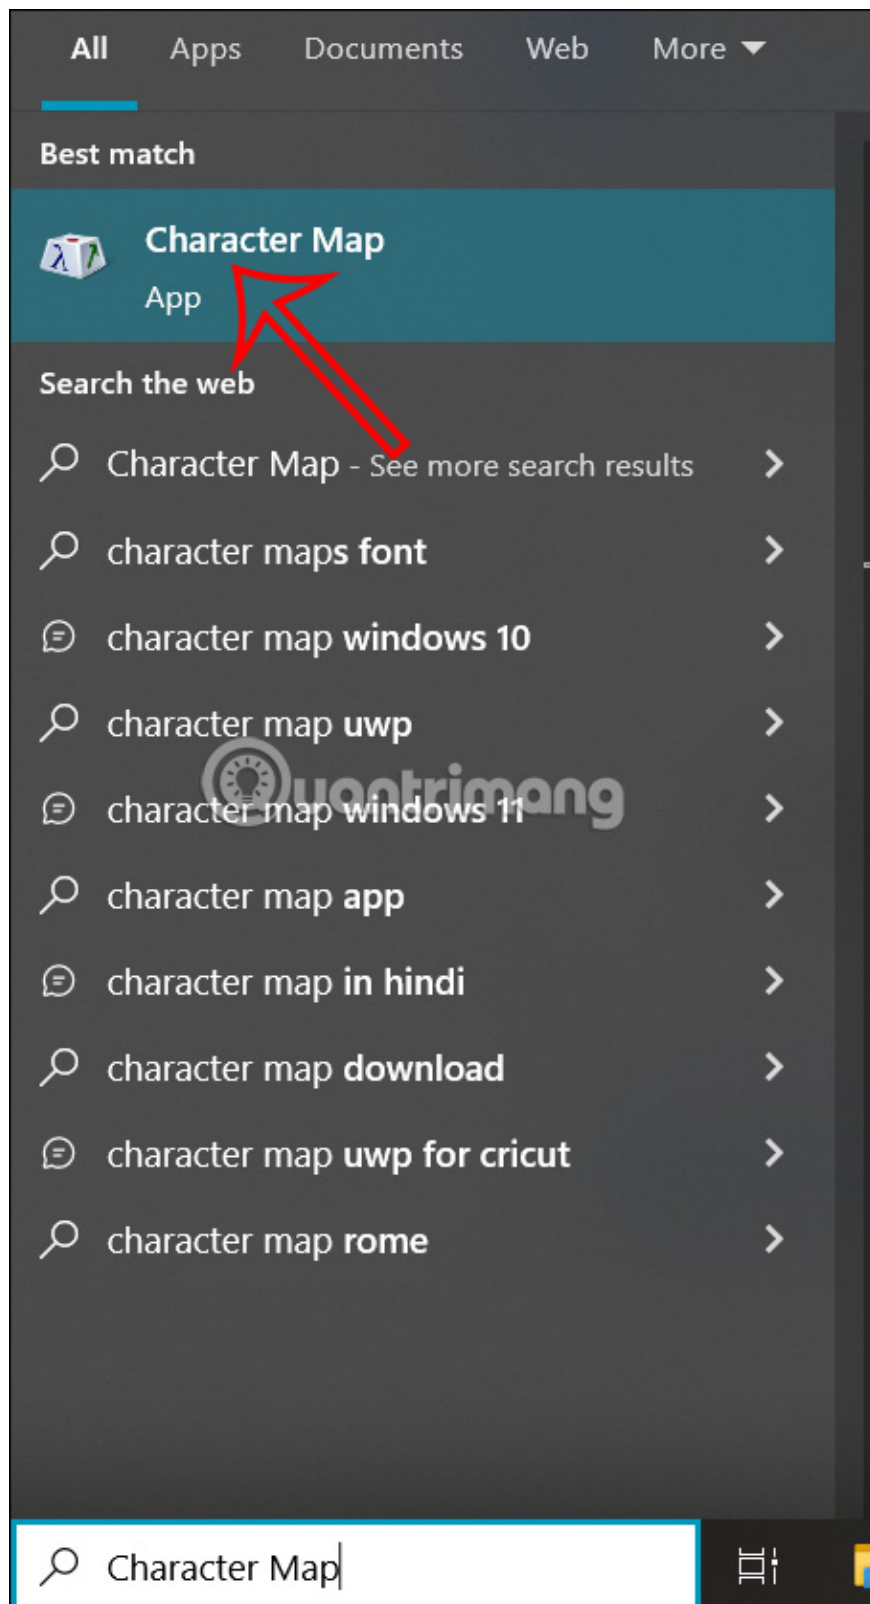 All Apps Documents Web More
Best match
Character Map
App
Search the web
Character Map - See more search results
character maps font
character map windows 10
character map uwp
Quantrimang
character map windows 11
character map app
character map in hindi
character map download
character map uwp for cricut
character map rome
Character Map